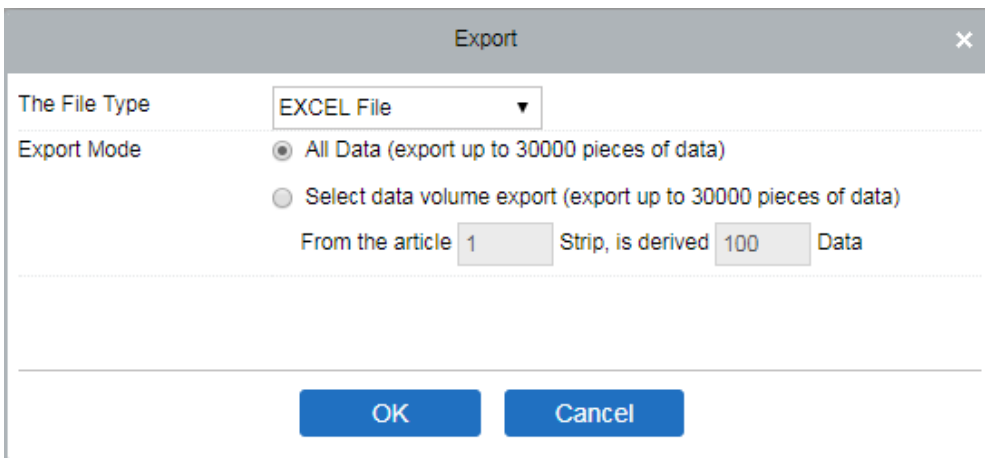 Export
The File Type EXCEL File
Export Mode All Data (export up to 30000 pieces of data)
Select data volume export (export up to 30000 pieces of data)
From the article 1 Strip, is derived 100 Data
OK Cancel